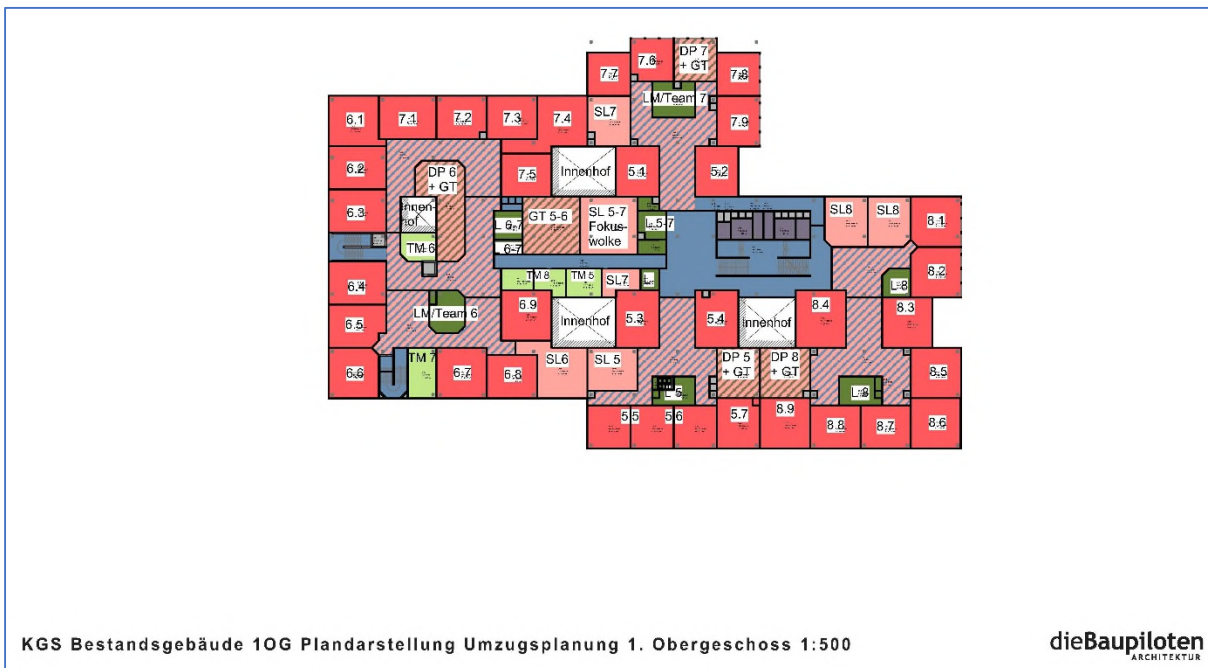 7.6
DP 7
+ GT
7.7
7.8
LM/Team 7
6.1
7.1
7.2
7.3
7.4
SL7
7.9
6.2
DP 6
+ GT
7.5
Innenhof
5.1
5.2
6.3
Innen-
hof
L 6-7
GT 5-6
SL 5-7
Fokus-
wolke
L 5-7
SL8
SL8
8.1
TM 6
6-7
8.2
6.4
TM 8
TM 5
SL7
L 8
LM/Team 6
6.9
Innenhof
5.3
5.4
Innenhof
8.4
8.3
6.5
6.6
TM 7
6.7
6.8
SL6
SL 5
DP 5
+ GT
DP 8
+ GT
8.5
L 5
L 8
5.5
5.6
5.7
8.9
8.8
8.7
8.6
KGS Bestandsgebäude 1OG Plandarstellung Umzugsplanung 1. Obergeschoss 1:500
dieBaupiloten
ARCHITEKTUR